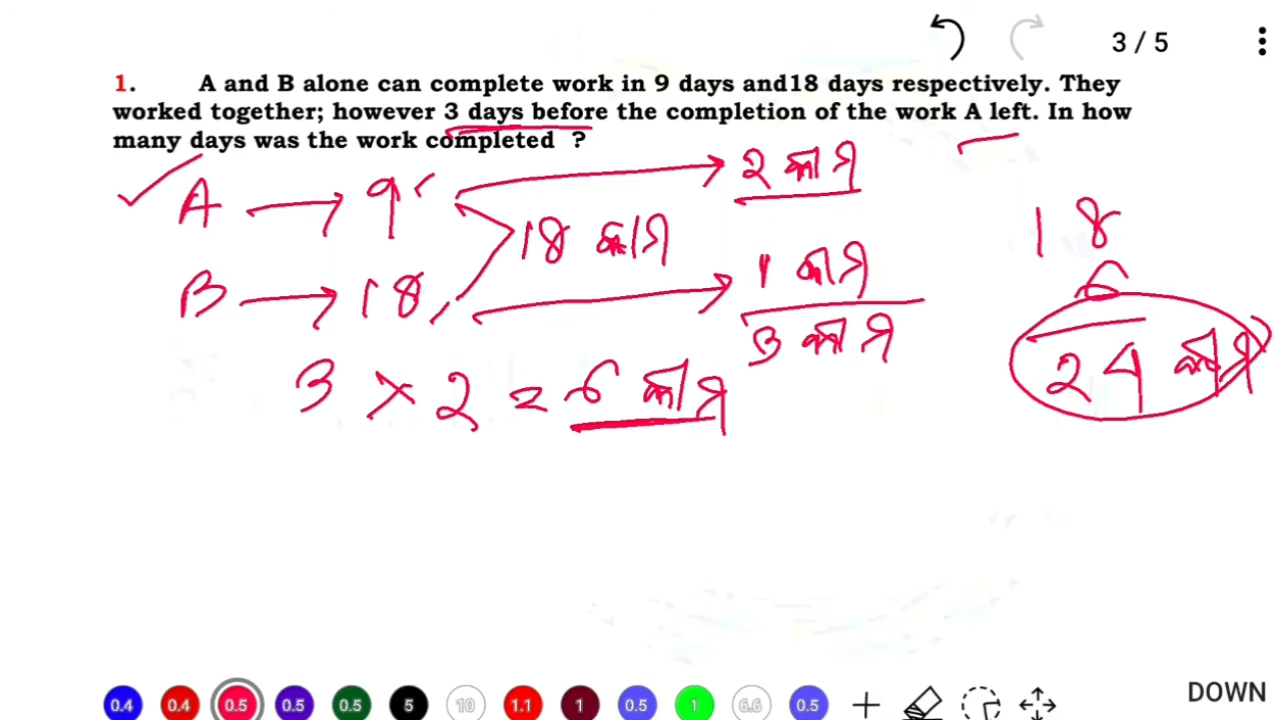 3 / 5
1. A and B alone can complete work in 9 days and18 days respectively. They
worked together; however 3 days before the completion of the work A left. In how
many days was the work completed ?
A → 9
2 କାମ
18 କାମ
18
B → 18
1 କାମ
6
3 କାମ
24 କାମ
3 × 2 = 6 କାମ
0.4 0.4 0.5 0.5 0.5 5 10 1.1 1 0.5 1 6.6 0.5
DOWN